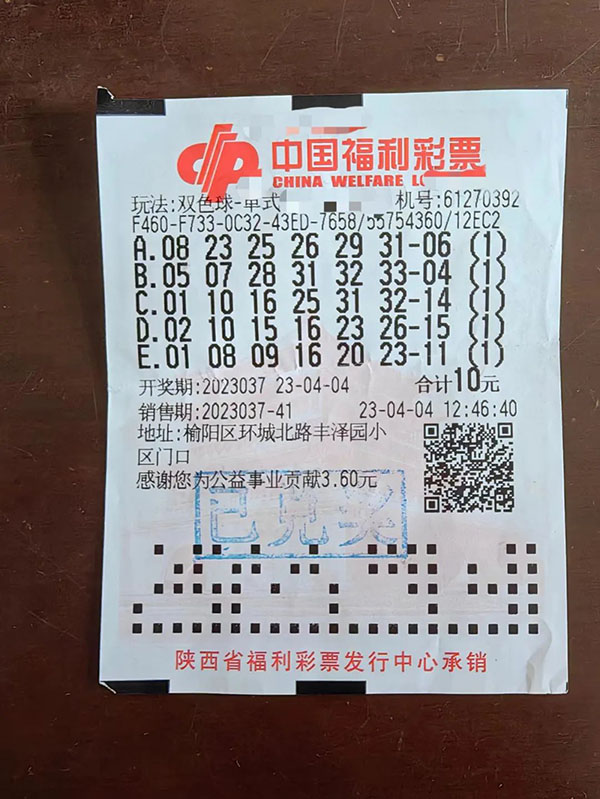 中国福利彩票
CHINA WELFARE LO
玩法:双色球-单式 机号:61270392
F460-F733-0C32-43ED-7658/55754360/12EC2
A.08 23 25 26 29 31-06 (1)
B.05 07 28 31 32 33-04 (1)
C.01 10 16 25 31 32-14 (1)
D.02 10 15 16 23 26-15 (1)
E.01 08 09 16 20 23-11 (1)
开奖期:2023037 23-04-04 合计10元
销售期:2023037-41 23-04-04 12:46:40
地址:榆阳区环城北路丰泽园小
区门口
感谢您为公益事业贡献3.60元
已兑奖
陕西省福利彩票发行中心承销